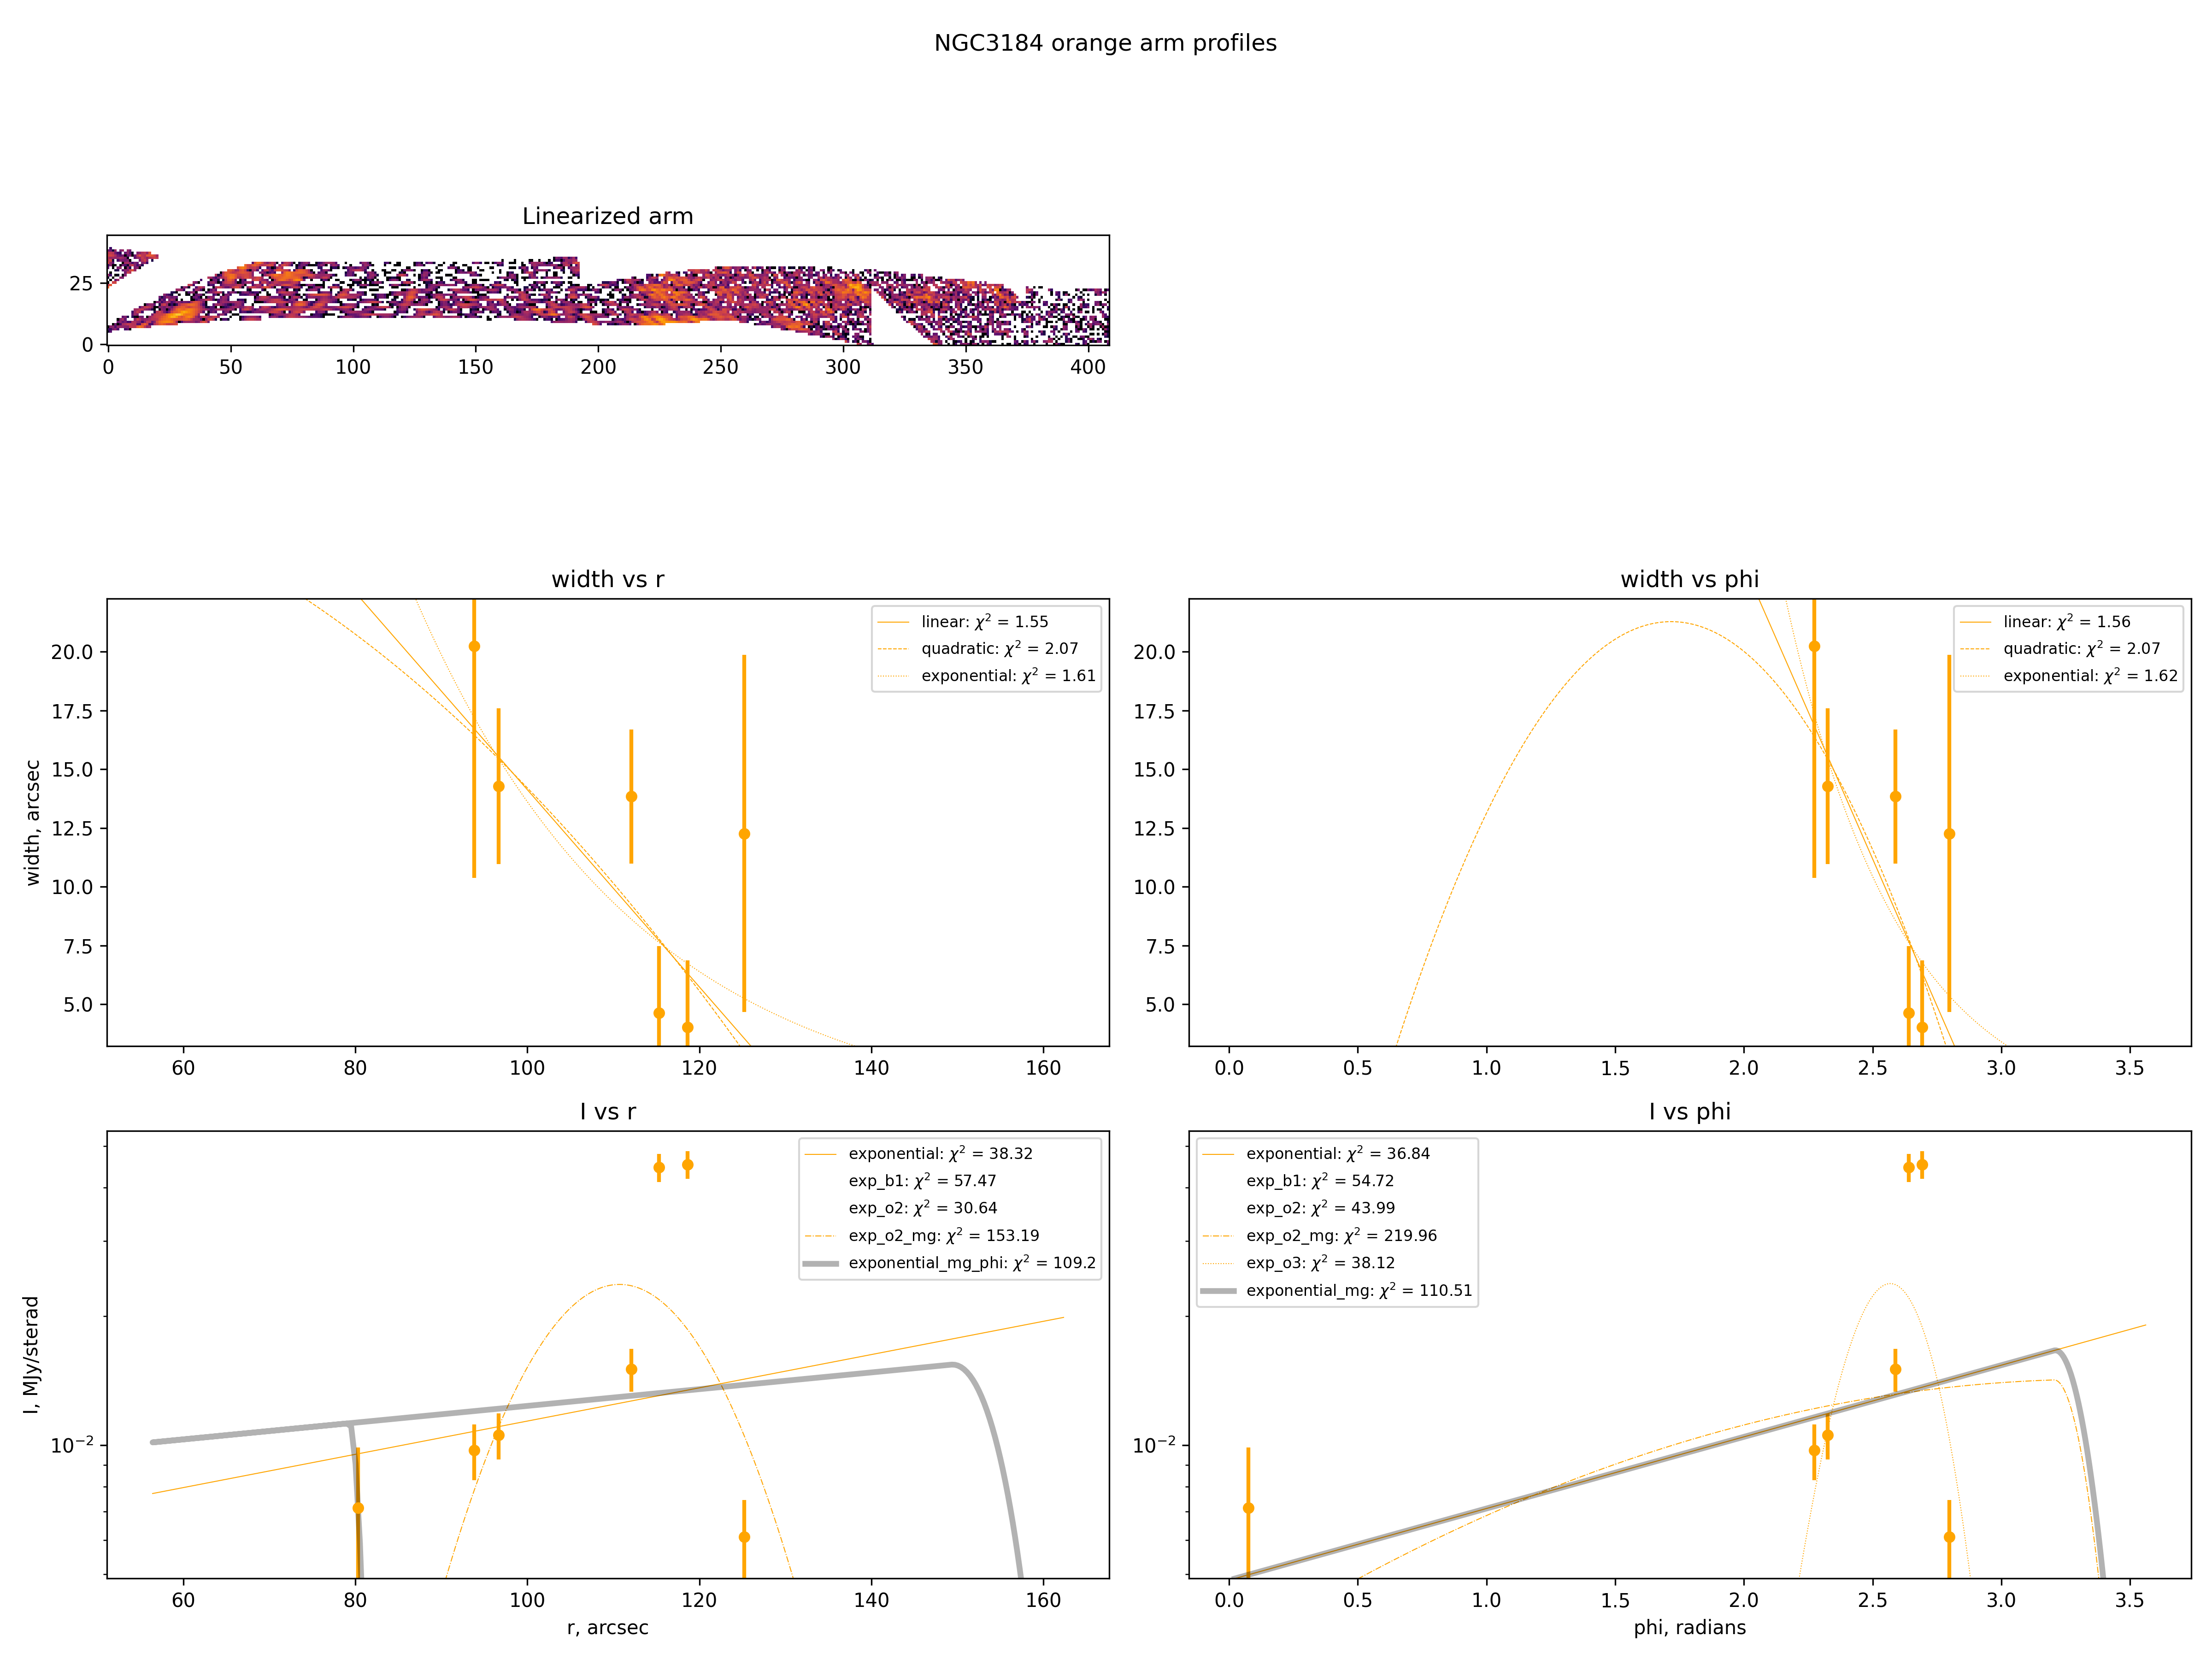 NGC3184 orange arm profiles
Linearized arm
25
0
0 50 100 150 200 250 300 350 400
width vs r
width, arcsec
20.0
17.5
15.0
12.5
10.0
7.5
5.0
linear: χ² = 1.55
quadratic: χ² = 2.07
exponential: χ² = 1.61
60 80 100 120 140 160
width vs phi
20.0
17.5
15.0
12.5
10.0
7.5
5.0
linear: χ² = 1.56
quadratic: χ² = 2.07
exponential: χ² = 1.62
0.0 0.5 1.0 1.5 2.0 2.5 3.0 3.5
I vs r
I, MJy/sterad
10⁻²
exponential: χ² = 38.32
exp_b1: χ² = 57.47
exp_o2: χ² = 30.64
exp_o2_mg: χ² = 153.19
exponential_mg_phi: χ² = 109.2
60 80 100 120 140 160
r, arcsec
I vs phi
10⁻²
exponential: χ² = 36.84
exp_b1: χ² = 54.72
exp_o2: χ² = 43.99
exp_o2_mg: χ² = 219.96
exp_o3: χ² = 38.12
exponential_mg: χ² = 110.51
0.0 0.5 1.0 1.5 2.0 2.5 3.0 3.5
phi, radians